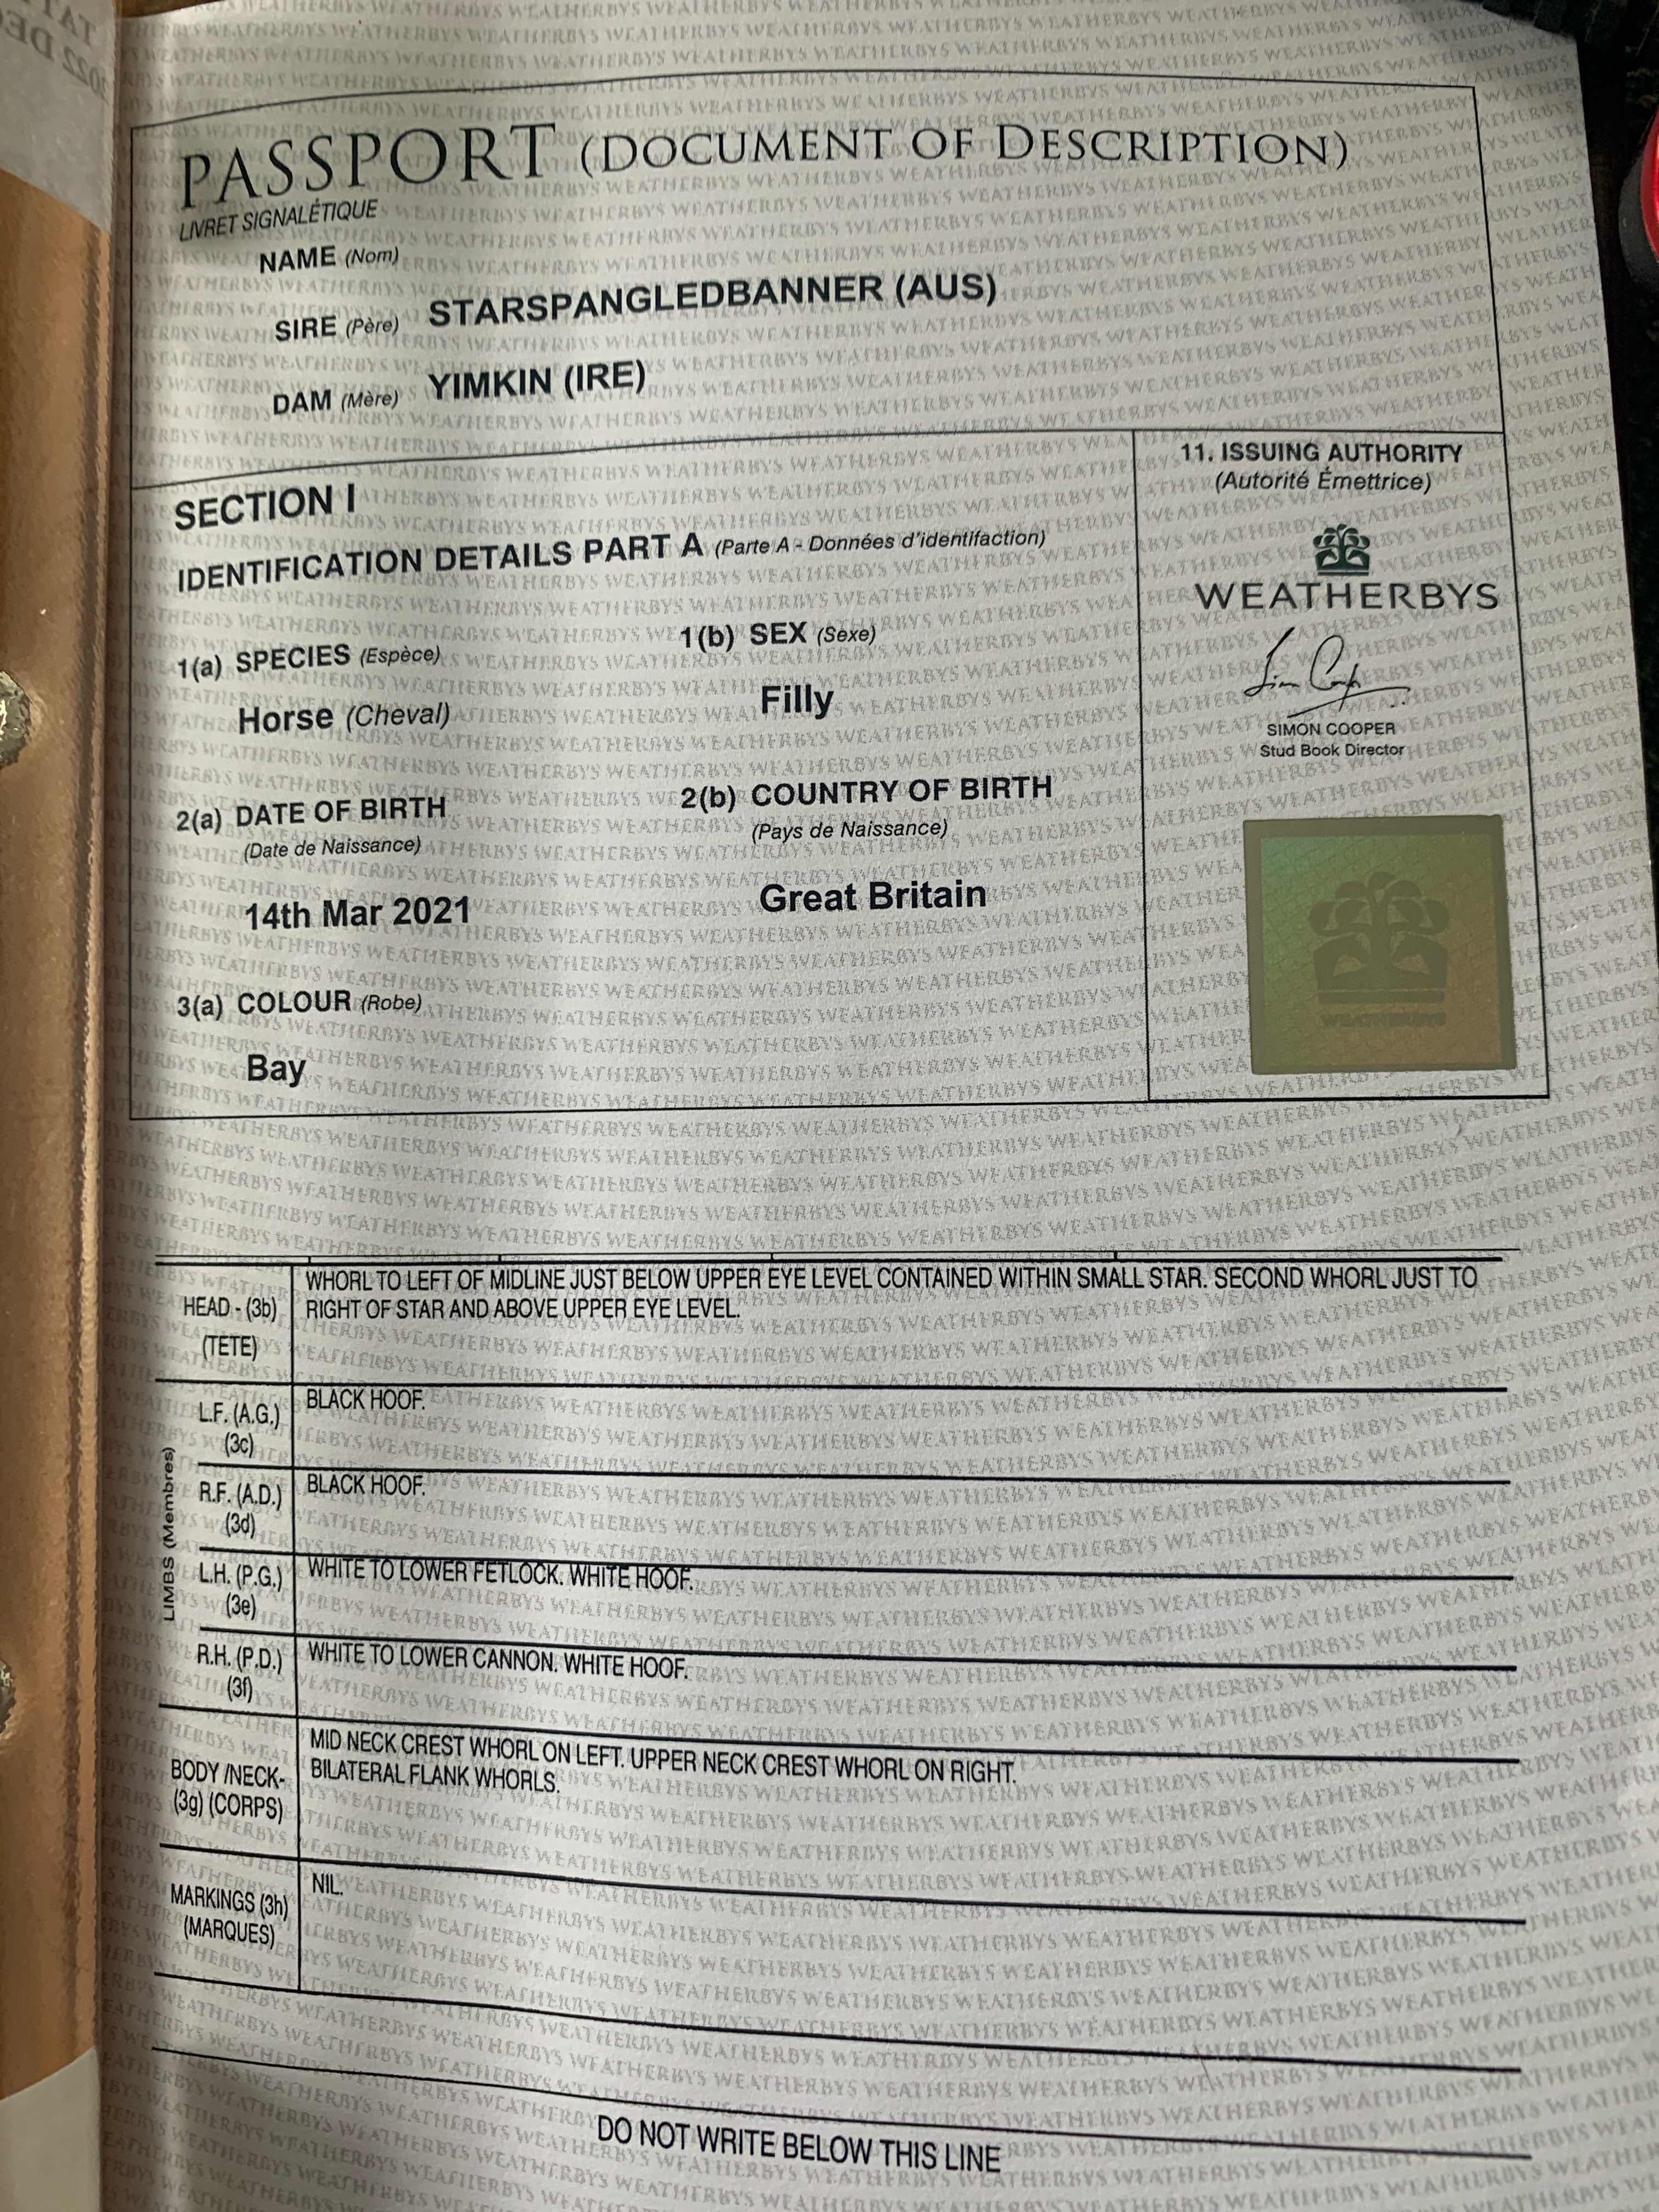 PASSPORT (DOCUMENT OF DESCRIPTION)
LIVRET SIGNALÉTIQUE
NAME (Nom)
SIRE (Père) STARSPANGLEDBANNER (AUS)
DAM (Mère) YIMKIN (IRE)
SECTION I
IDENTIFICATION DETAILS PART A (Parte A - Données d'identifaction)
1(a) SPECIES (Espèce)
Horse (Cheval)
1(b) SEX (Sexe)
Filly
2(a) DATE OF BIRTH
(Date de Naissance)
14th Mar 2021
2(b) COUNTRY OF BIRTH
(Pays de Naissance)
Great Britain
3(a) COLOUR (Robe)
Bay
11. ISSUING AUTHORITY
(Autorité Émettrice)
WEATHERBYS
SIMON COOPER
Stud Book Director
WEATHERBYS
HEAD - (3b)
(TETE)
WHORL TO LEFT OF MIDLINE JUST BELOW UPPER EYE LEVEL CONTAINED WITHIN SMALL STAR. SECOND WHORL JUST TO
RIGHT OF STAR AND ABOVE UPPER EYE LEVEL.
LIMBS (Membres)
L.F. (A.G.)
(3c)
BLACK HOOF.
R.F. (A.D.)
(3d)
BLACK HOOF.
L.H. (P.G.)
(3e)
WHITE TO LOWER FETLOCK. WHITE HOOF.
R.H. (P.D.)
(3f)
WHITE TO LOWER CANNON. WHITE HOOF.
BODY /NECK-
(3g) (CORPS)
MID NECK CREST WHORL ON LEFT. UPPER NECK CREST WHORL ON RIGHT.
BILATERAL FLANK WHORLS.
MARKINGS (3h)
(MARQUES)
NIL.
DO NOT WRITE BELOW THIS LINE